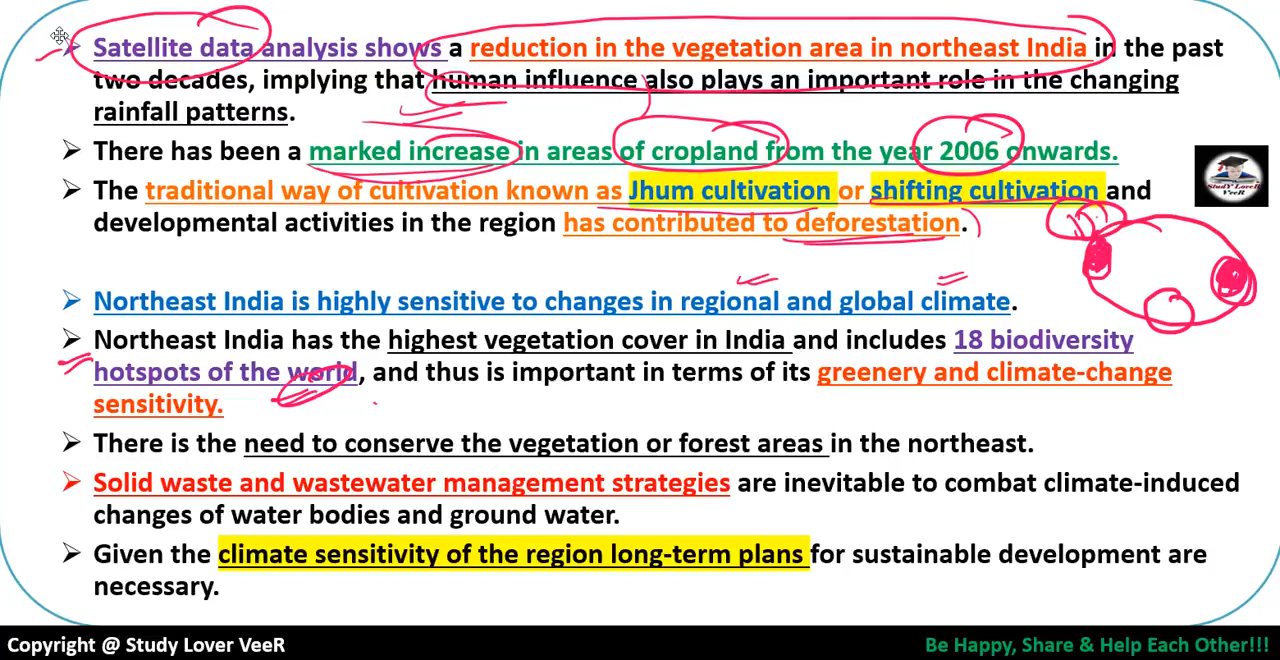 ➢ Satellite data analysis shows a reduction in the vegetation area in northeast India in the past
two decades, implying that human influence also plays an important role in the changing
rainfall patterns.
➢ There has been a marked increase in areas of cropland from the year 2006 onwards.
➢ The traditional way of cultivation known as Jhum cultivation or shifting cultivation and
developmental activities in the region has contributed to deforestation.
STudY LoveR
VeeR
➢ Northeast India is highly sensitive to changes in regional and global climate.
➢ Northeast India has the highest vegetation cover in India and includes 18 biodiversity
hotspots of the world, and thus is important in terms of its greenery and climate-change
sensitivity.
➢ There is the need to conserve the vegetation or forest areas in the northeast.
➢ Solid waste and wastewater management strategies are inevitable to combat climate-induced
changes of water bodies and ground water.
➢ Given the climate sensitivity of the region long-term plans for sustainable development are
necessary.
Copyright @ Study Lover VeeR
Be Happy, Share & Help Each Other!!!